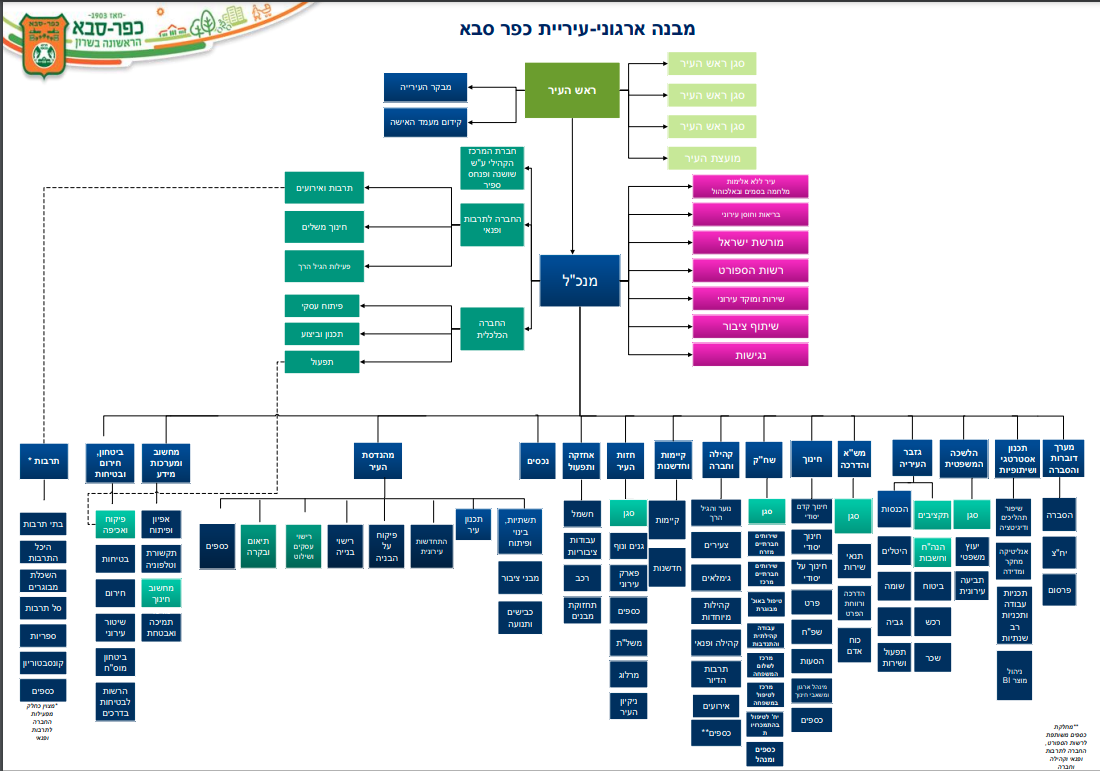 מאז 1903-
כפר-סבא
הראשונה בשרון
מבנה ארגוני-עיריית כפר סבא
ראש העיר
סגן ראש העיר
סגן ראש העיר
סגן ראש העיר
מועצת העיר
מבקר העירייה
קידום מעמד האישה
עיר ללא אלימות
מלחמה בסמים ובאלכוהול
בריאות וחוסן עירוני
מורשת ישראל
רשות הספורט
שירות ומוקד עירוני
שיתוף ציבור
נגישות
מנכ"ל
חברת המרכז
הקהילי ע"ש
שושנה ופנחס
ספיר
החברה לתרבות
ופנאי
החברה
הכלכלית
תרבות ואירועים
חינוך משלים
פעילות הגיל הרך
פיתוח עסקי
תכנון וביצוע
תפעול
מערך
דוברות
והסברה
הסברה
יח"צ
פרסום
תכנון
אסטרטגי
ושיתופיות
שיפור
תהליכים
ודיגיטציה
אנליטיקה
מחקר
ומדידה
תכניות
עבודה
ותכניות
רב
שנתיות
ניהול
מוצר BI
הלשכה
המשפטית
סגן
יעוץ
משפטי
תביעה
עירונית
גזבר
העיריה
תקציבים
הנה"ח
וחשבות
ביטוח
רכש
שכר
הכנסות
היטלים
שומה
גביה
תפעול
ושירות
מש"א
והדרכה
סגן
תנאי
שירות
הדרכה
ורווחת
הפרט
כוח
אדם
חינוך
חינוך קדם
יסודי
חינוך
יסודי
חינוך על
יסודי
פרט
שפ"ח
הסעות
מינהל ארגון
ומשאבי חינוך
כספים
שח"ק
סגן
שירותים
חברתיים
מזרח
שירותים
חברתיים
מרכז
טיפול באוכ'
מבוגרת
עבודה
קהילתית
והתנדבות
מרכז
לשלום
המשפחה
מרכז
לטיפול
במשפחה
יח' לטיפול
בהתמכרויו
ת
כספים
ומנהל
קהילה
וחברה
נוער והגיל
הרך
צעירים
גימלאים
קהילות
מיוחדות
קהילה ופנאי
תרבות
הדיור
אירועים
כספים**
קיימות
וחדשנות
קיימות
חדשנות
חזות
העיר
סגן
גנים ונוף
פארק
עירוני
כספים
משל"ת
מרלוג
ניקיון
העיר
אחזקה
ותפעול
חשמל
עבודות
ציבוריות
רכב
תחזוקת
מבנים
נכסים
מהנדסת
העיר
תשתיות,
בינוי
ופיתוח
מבני ציבור
כבישים
ותנועה
תכנון
עיר
התחדשות
עירונית
פיקוח
על
הבניה
רישוי
בנייה
רישוי
עסקים
ושילוט
תיאום
ובקרה
כספים
מחשוב
ומערכות
מידע
אפיון
ופיתוח
תקשורת
וטלפוניה
מחשוב
חינוך
תמיכה
ואבטחת
ביטחון,
חירום
ובטיחות
פיקוח
ואכיפה
בטיחות
חירום
שיטור
עירוני
ביטחון
מוס"ח
הרשות
לבטיחות
בדרכים
תרבות *
בתי תרבות
היכל
התרבות
השכלת
מבוגרים
סל תרבות
ספריות
קונסבטוריון
כספים
*מצוין כחלק
מפעילות
החברה
לתרבות
ופנאי
**מחלקת
כספים משותפת
לרשות הספורט,
החברה לתרבות
ופנאי וקהילה
וחברה